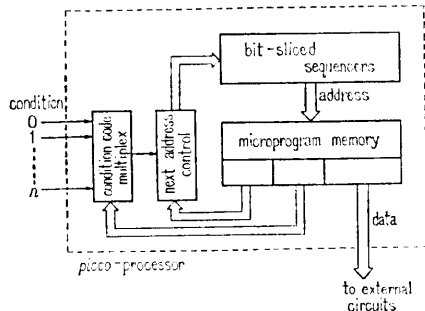 bit-sliced
sequencers
address
condition
0
1
n
condition code
multiplex
next address
control
microprogram memory
data
picco-processor
to external
circuits